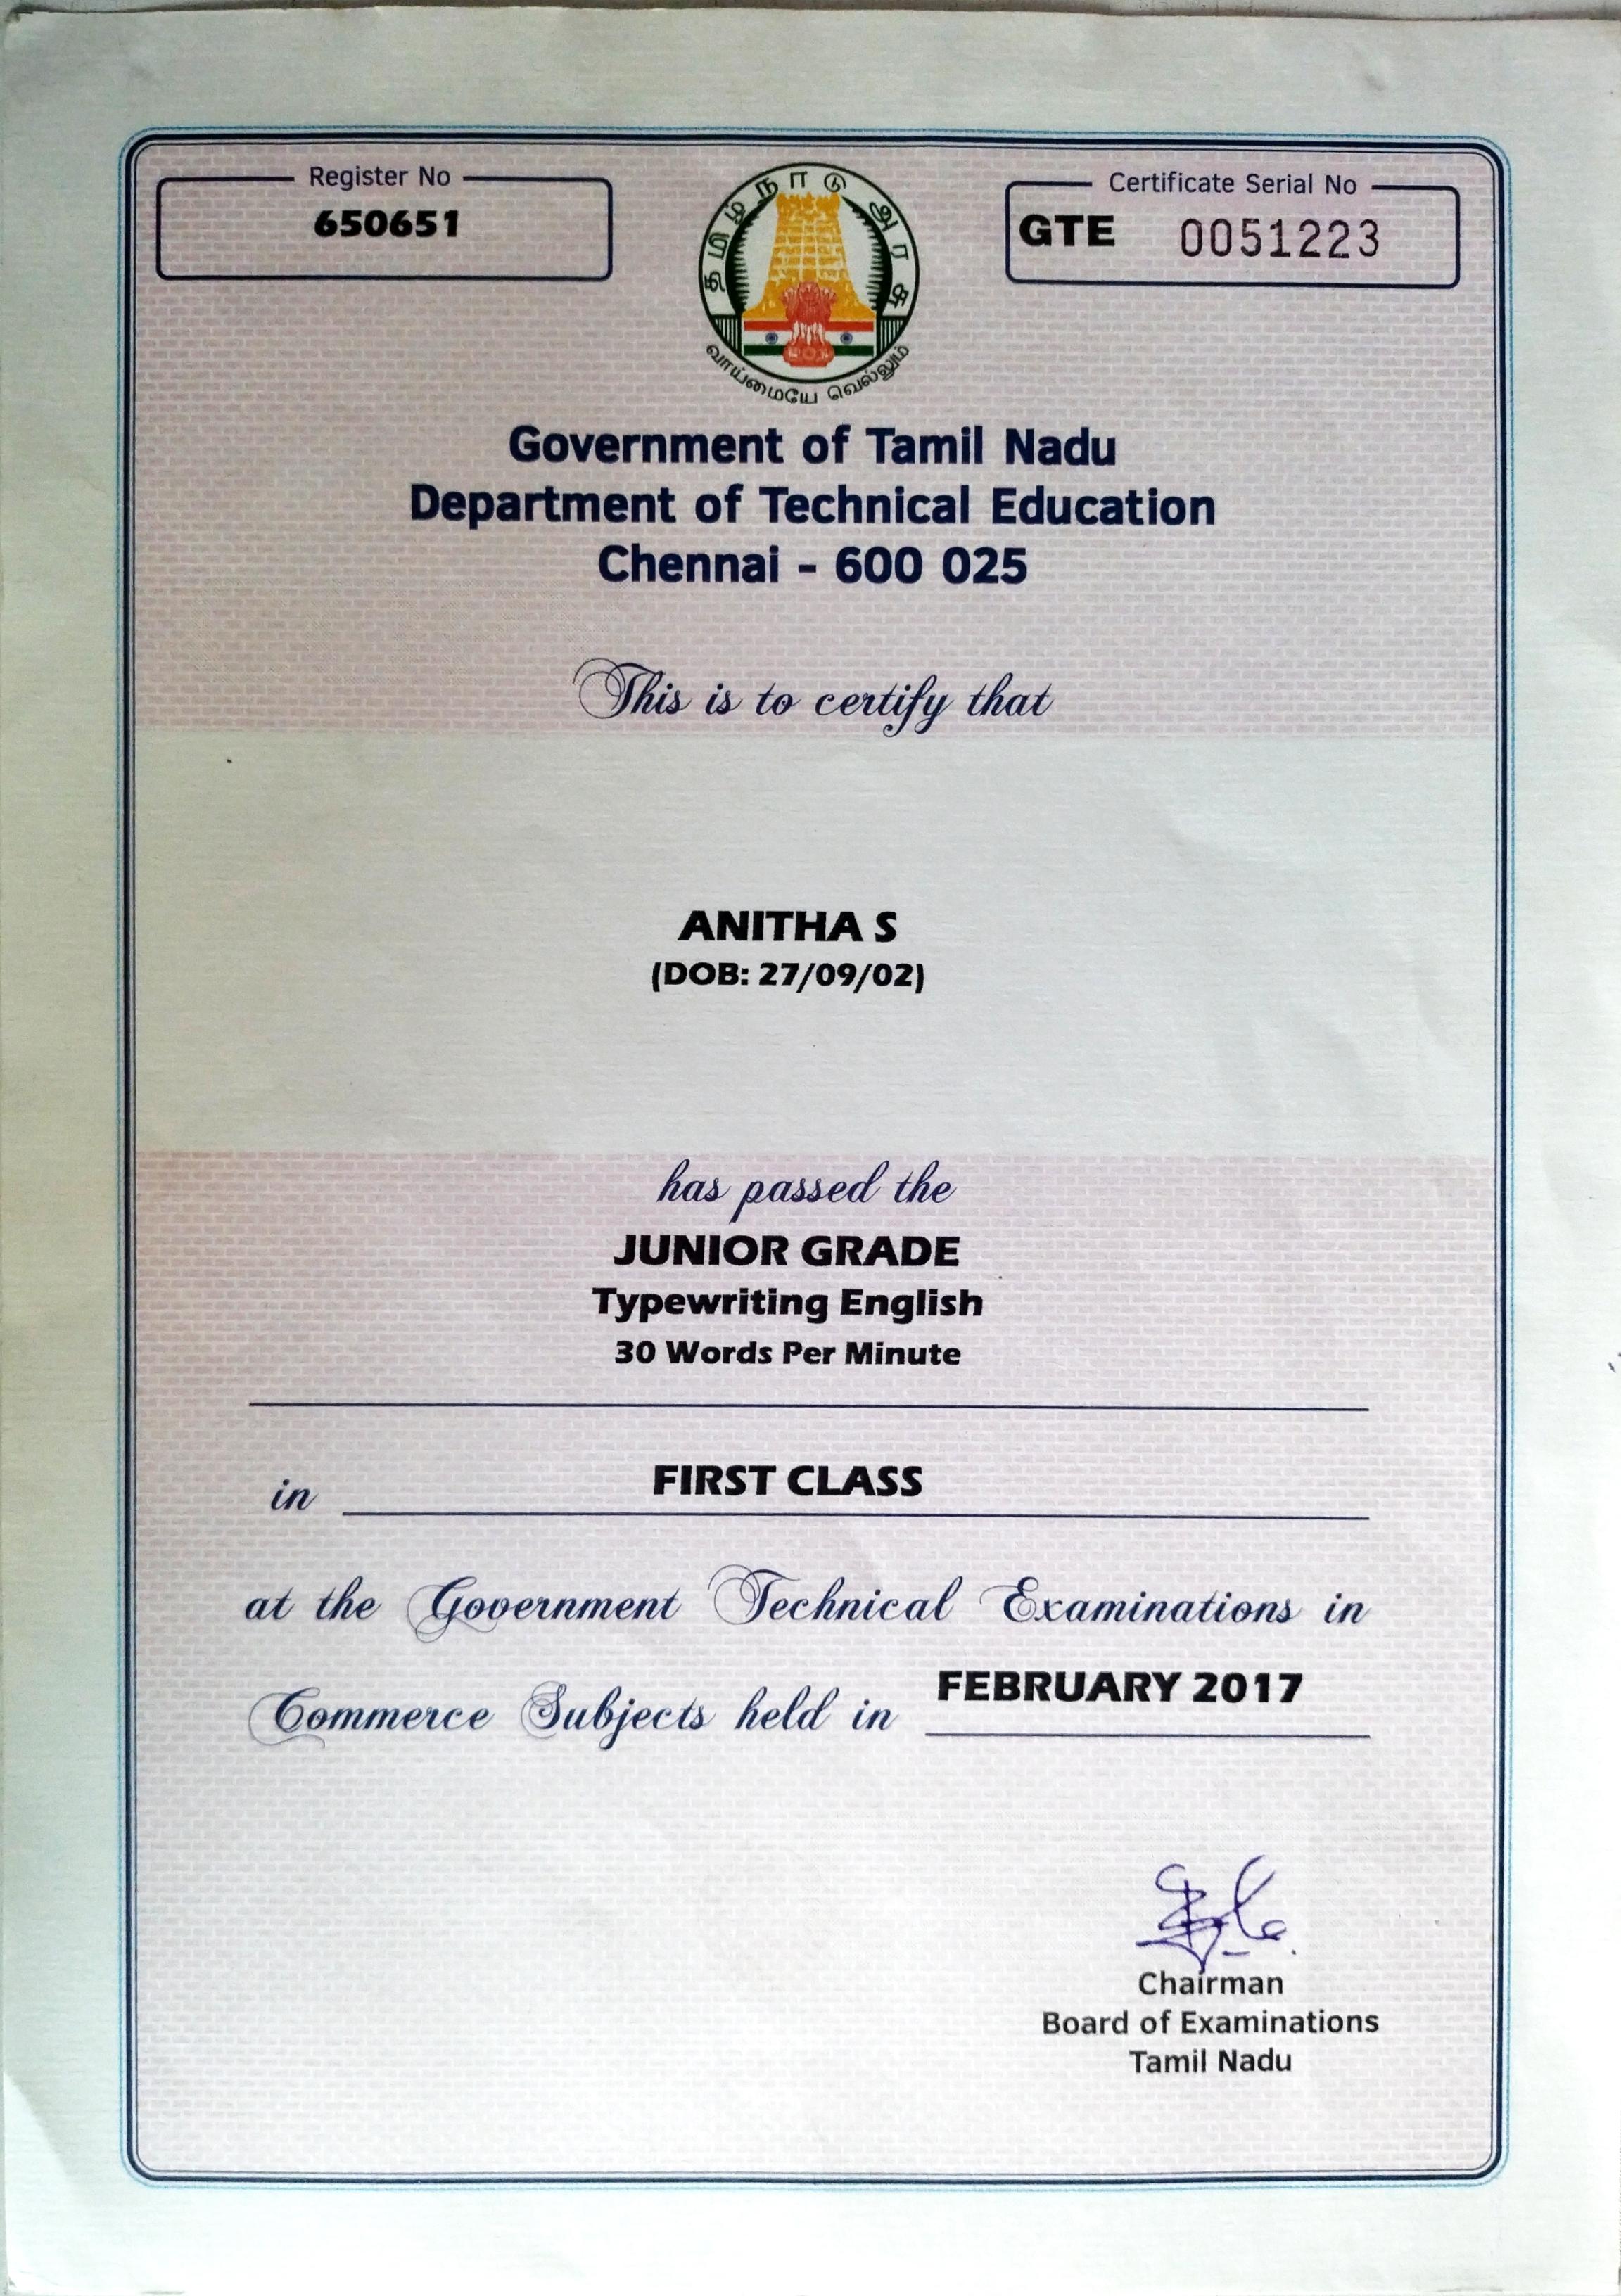 Register No
650651
Certificate Serial No
GTE 0051223
தமிழ்நாடு அரசு
வாய்மையே வெல்லும்
Government of Tamil Nadu
Department of Technical Education
Chennai - 600 025
This is to certify that
ANITHA S
(DOB: 27/09/02)
has passed the
JUNIOR GRADE
Typewriting English
30 Words Per Minute
in FIRST CLASS
at the Government Technical Examinations in
Commerce Subjects held in FEBRUARY 2017
Chairman
Board of Examinations
Tamil Nadu